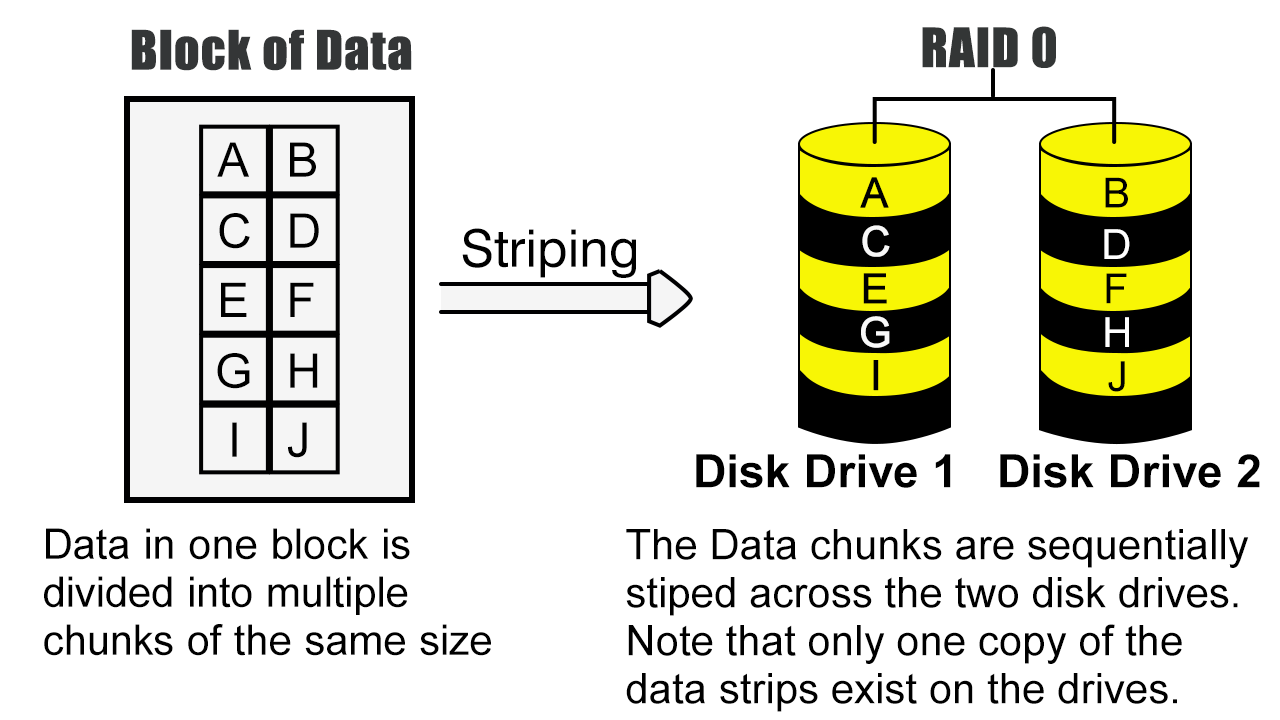 Block of Data
A B
C D
E F
G H
I J
Data in one block is
divided into multiple
chunks of the same size
Striping
RAID 0
A
C
E
G
I
Disk Drive 1
B
D
F
H
J
Disk Drive 2
The Data chunks are sequentially
stiped across the two disk drives.
Note that only one copy of the
data strips exist on the drives.